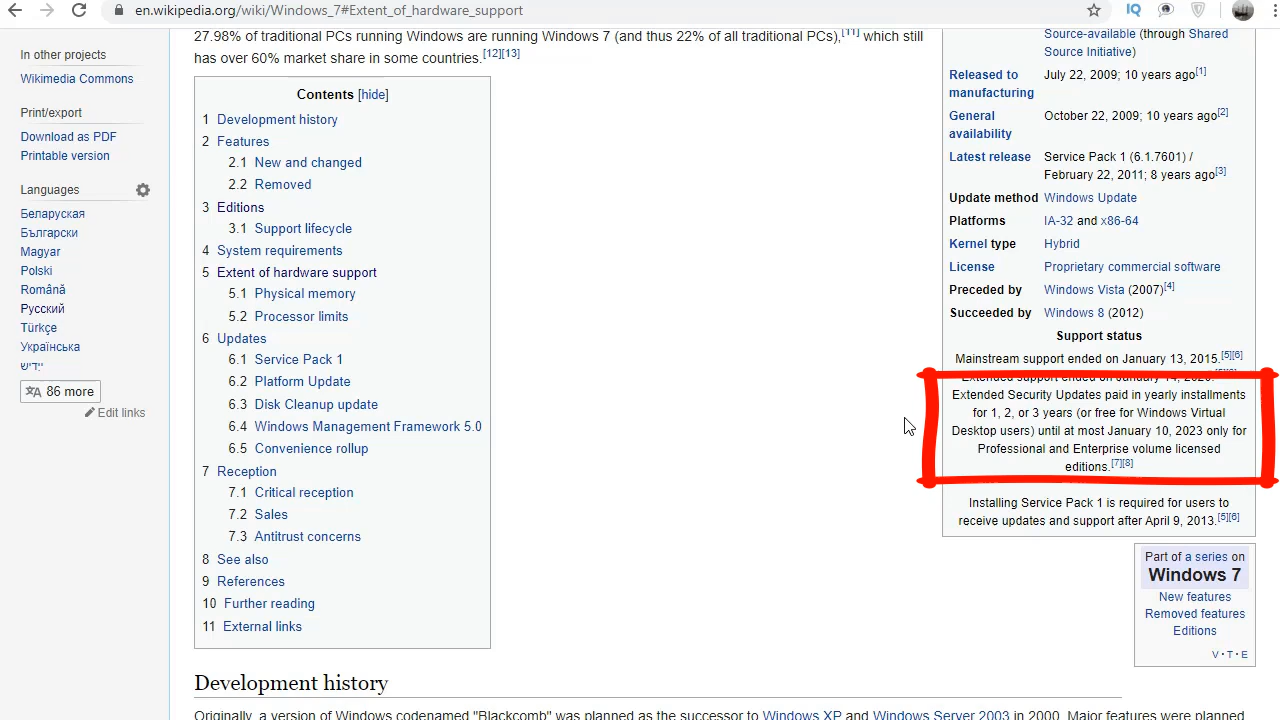 en.wikipedia.org/wiki/Windows_7#Extent_of_hardware_support
In other projects
Wikimedia Commons
Print/export
Download as PDF
Printable version
Languages
Беларуская
Български
Magyar
Polski
Română
Русский
Türkçe
Українська
ייִדיש
86 more
Edit links
27.98% of traditional PCs running Windows are running Windows 7 (and thus 22% of all traditional PCs),[11] which still
has over 60% market share in some countries.[12][13]
Contents [hide]
1 Development history
2 Features
2.1 New and changed
2.2 Removed
3 Editions
3.1 Support lifecycle
4 System requirements
5 Extent of hardware support
5.1 Physical memory
5.2 Processor limits
6 Updates
6.1 Service Pack 1
6.2 Platform Update
6.3 Disk Cleanup update
6.4 Windows Management Framework 5.0
6.5 Convenience rollup
7 Reception
7.1 Critical reception
7.2 Sales
7.3 Antitrust concerns
8 See also
9 References
10 Further reading
11 External links
Development history
Originally, a version of Windows codenamed "Blackcomb" was planned as the successor to Windows XP and Windows Server 2003 in 2000. Major features were planned
Source-available (through Shared
Source Initiative)
Released to manufacturing July 22, 2009; 10 years ago[1]
General availability October 22, 2009; 10 years ago[2]
Latest release Service Pack 1 (6.1.7601) /
February 22, 2011; 8 years ago[3]
Update method Windows Update
Platforms IA-32 and x86-64
Kernel type Hybrid
License Proprietary commercial software
Preceded by Windows Vista (2007)[4]
Succeeded by Windows 8 (2012)
Support status
Mainstream support ended on January 13, 2015.[5][6]
Extended support ended on January 14, 2020.[5][6]
Extended Security Updates paid in yearly installments
for 1, 2, or 3 years (or free for Windows Virtual
Desktop users) until at most January 10, 2023 only for
Professional and Enterprise volume licensed
editions.[7][8]
Installing Service Pack 1 is required for users to
receive updates and support after April 9, 2013.[5][6]
Part of a series on
Windows 7
New features
Removed features
Editions
V · T · E